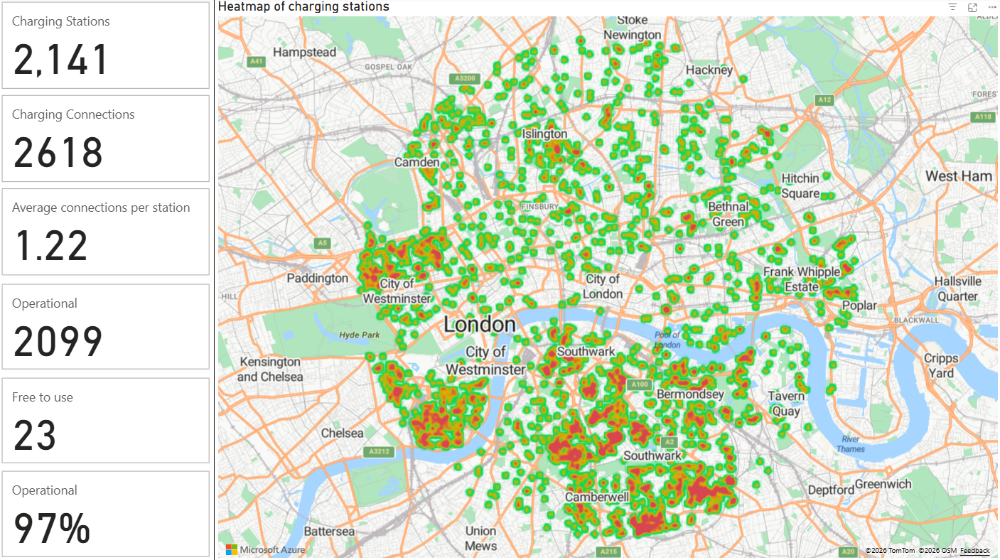 Charging Stations
2,141
Charging Connections
2618
Average connections per station
1.22
Operational
2099
Free to use
23
Operational
97%
Heatmap of charging stations
Stoke
Newington
Hampstead
A41
GOSPEL OAK
A5200
Hackney
A12
A118
Islington
Camden
Hitchin
Square
West Ham
FINSBURY
Bethnal
Green
A5
Paddington
City of
Westminster
City of
London
Frank Whipple
Estate
Hallsville
Quarter
HILL
Poplar
BLACKWALL
London
Hyde Park
Pool of
London
City of
Westminster
Southwark
Kensington
and Chelsea
Cripps
Yard
A100
Bermondsey
Tavern
Quay
Chelsea
A3212
A2
Southwark
River
Thames
Camberwell
Deptford
Greenwich
Battersea
Union
Mews
Microsoft Azure
A215
A20
©2026 TomTom ©2026 OSM Feedback